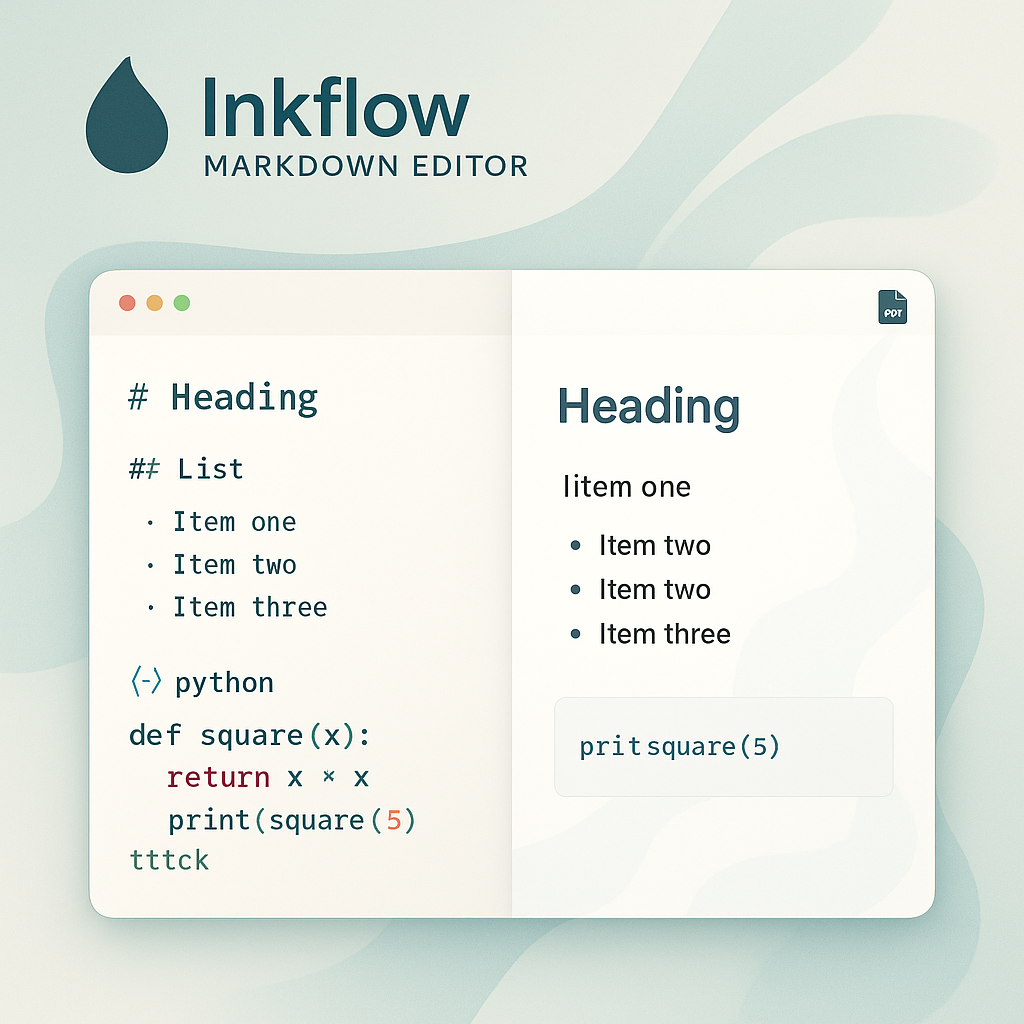 Inkflow
MARKDOWN EDITOR
# Heading
## List
· Item one
· Item two
· Item three
⟨-⟩ python
def square(x):
return x * x
print(square(5)
tttck
PDT
Heading
Iitem one
• Item two
• Item two
• Item three
prit square(5)